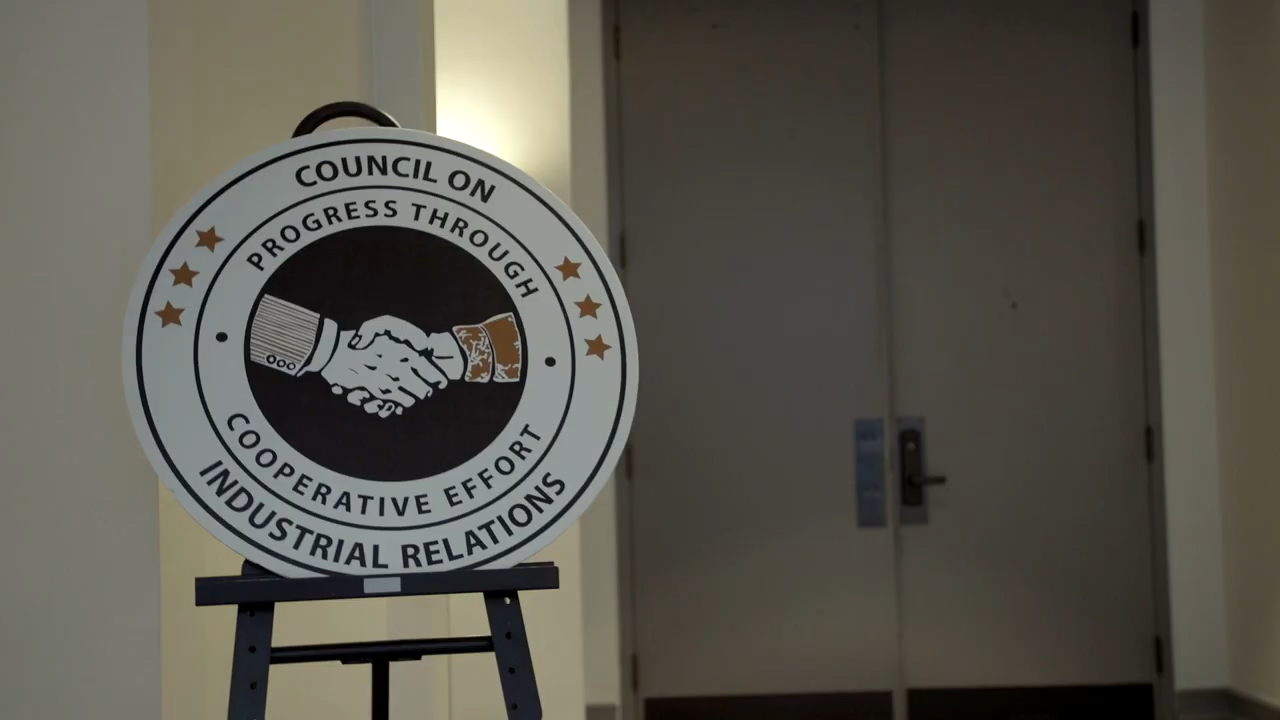 COUNCIL ON
PROGRESS THROUGH
COOPERATIVE EFFORT
INDUSTRIAL RELATIONS